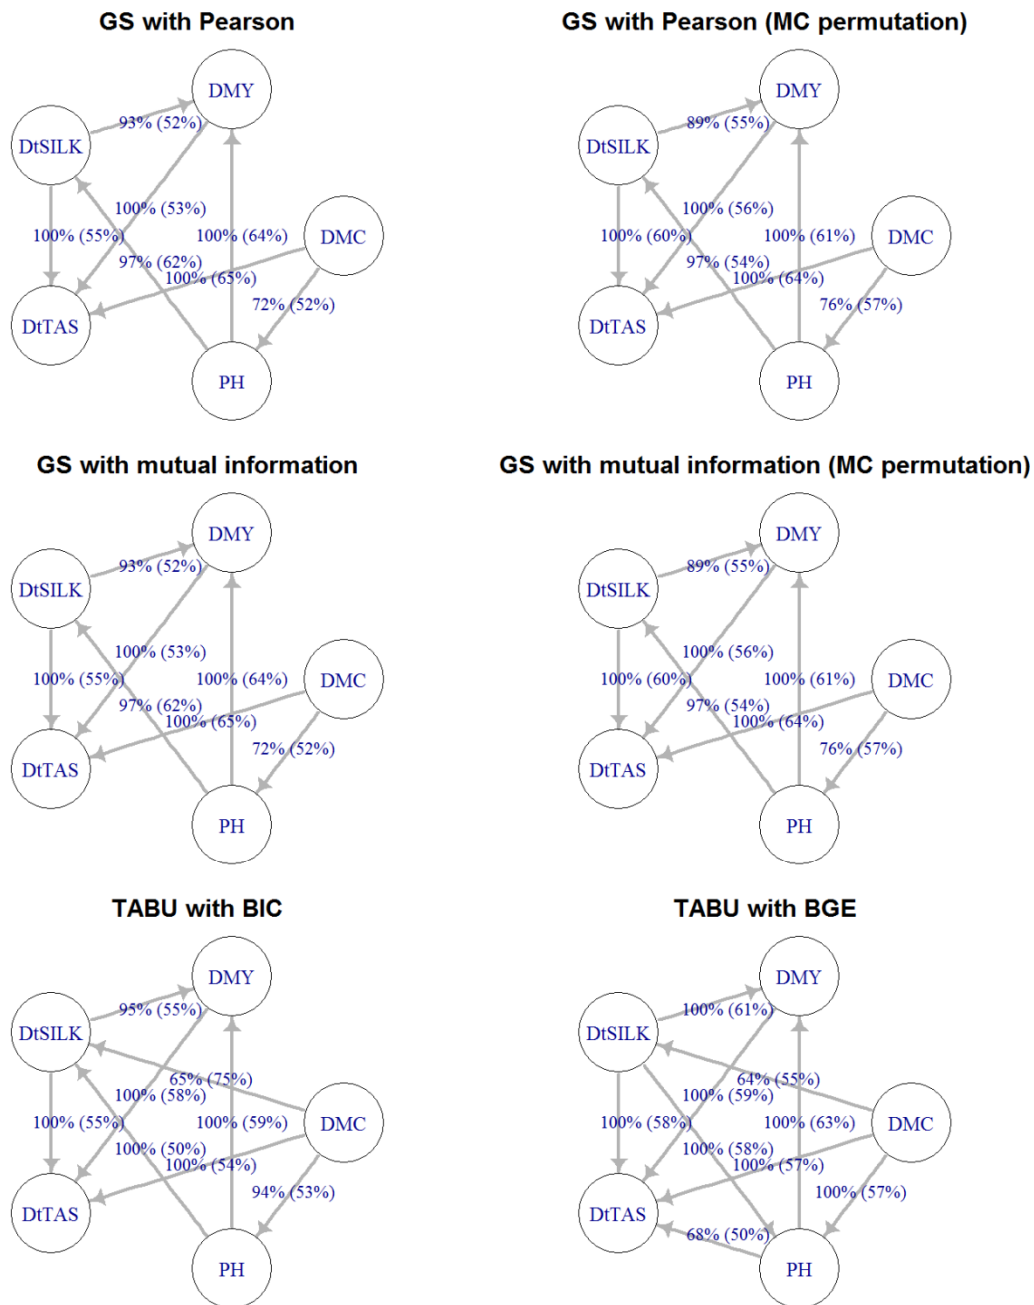 GS with Pearson
DMY
93% (52%)
DtSILK
100% (53%)
100% (55%)
100% (64%)
DMC
97% (62%)
100% (65%)
72% (52%)
DtTAS
PH
GS with Pearson (MC permutation)
DMY
89% (55%)
DtSILK
100% (56%)
100% (60%)
100% (61%)
DMC
97% (54%)
100% (64%)
76% (57%)
DtTAS
PH
GS with mutual information
DMY
93% (52%)
DtSILK
100% (53%)
100% (55%)
100% (64%)
DMC
97% (62%)
100% (65%)
72% (52%)
DtTAS
PH
GS with mutual information (MC permutation)
DMY
89% (55%)
DtSILK
100% (56%)
100% (60%)
100% (61%)
DMC
97% (54%)
100% (64%)
76% (57%)
DtTAS
PH
TABU with BIC
DMY
95% (55%)
DtSILK
65% (75%)
100% (58%)
100% (55%)
100% (59%)
DMC
100% (50%)
100% (54%)
94% (53%)
DtTAS
PH
TABU with BGE
DMY
100% (61%)
DtSILK
64% (55%)
100% (59%)
100% (58%)
100% (63%)
DMC
100% (58%)
100% (57%)
100% (57%)
DtTAS
68% (50%)
PH